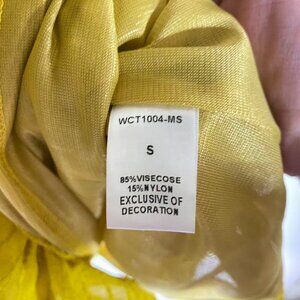 WCT1004-MS
S
85%VISECOSE
15%NYLON
EXCLUSIVE OF
DECORATION